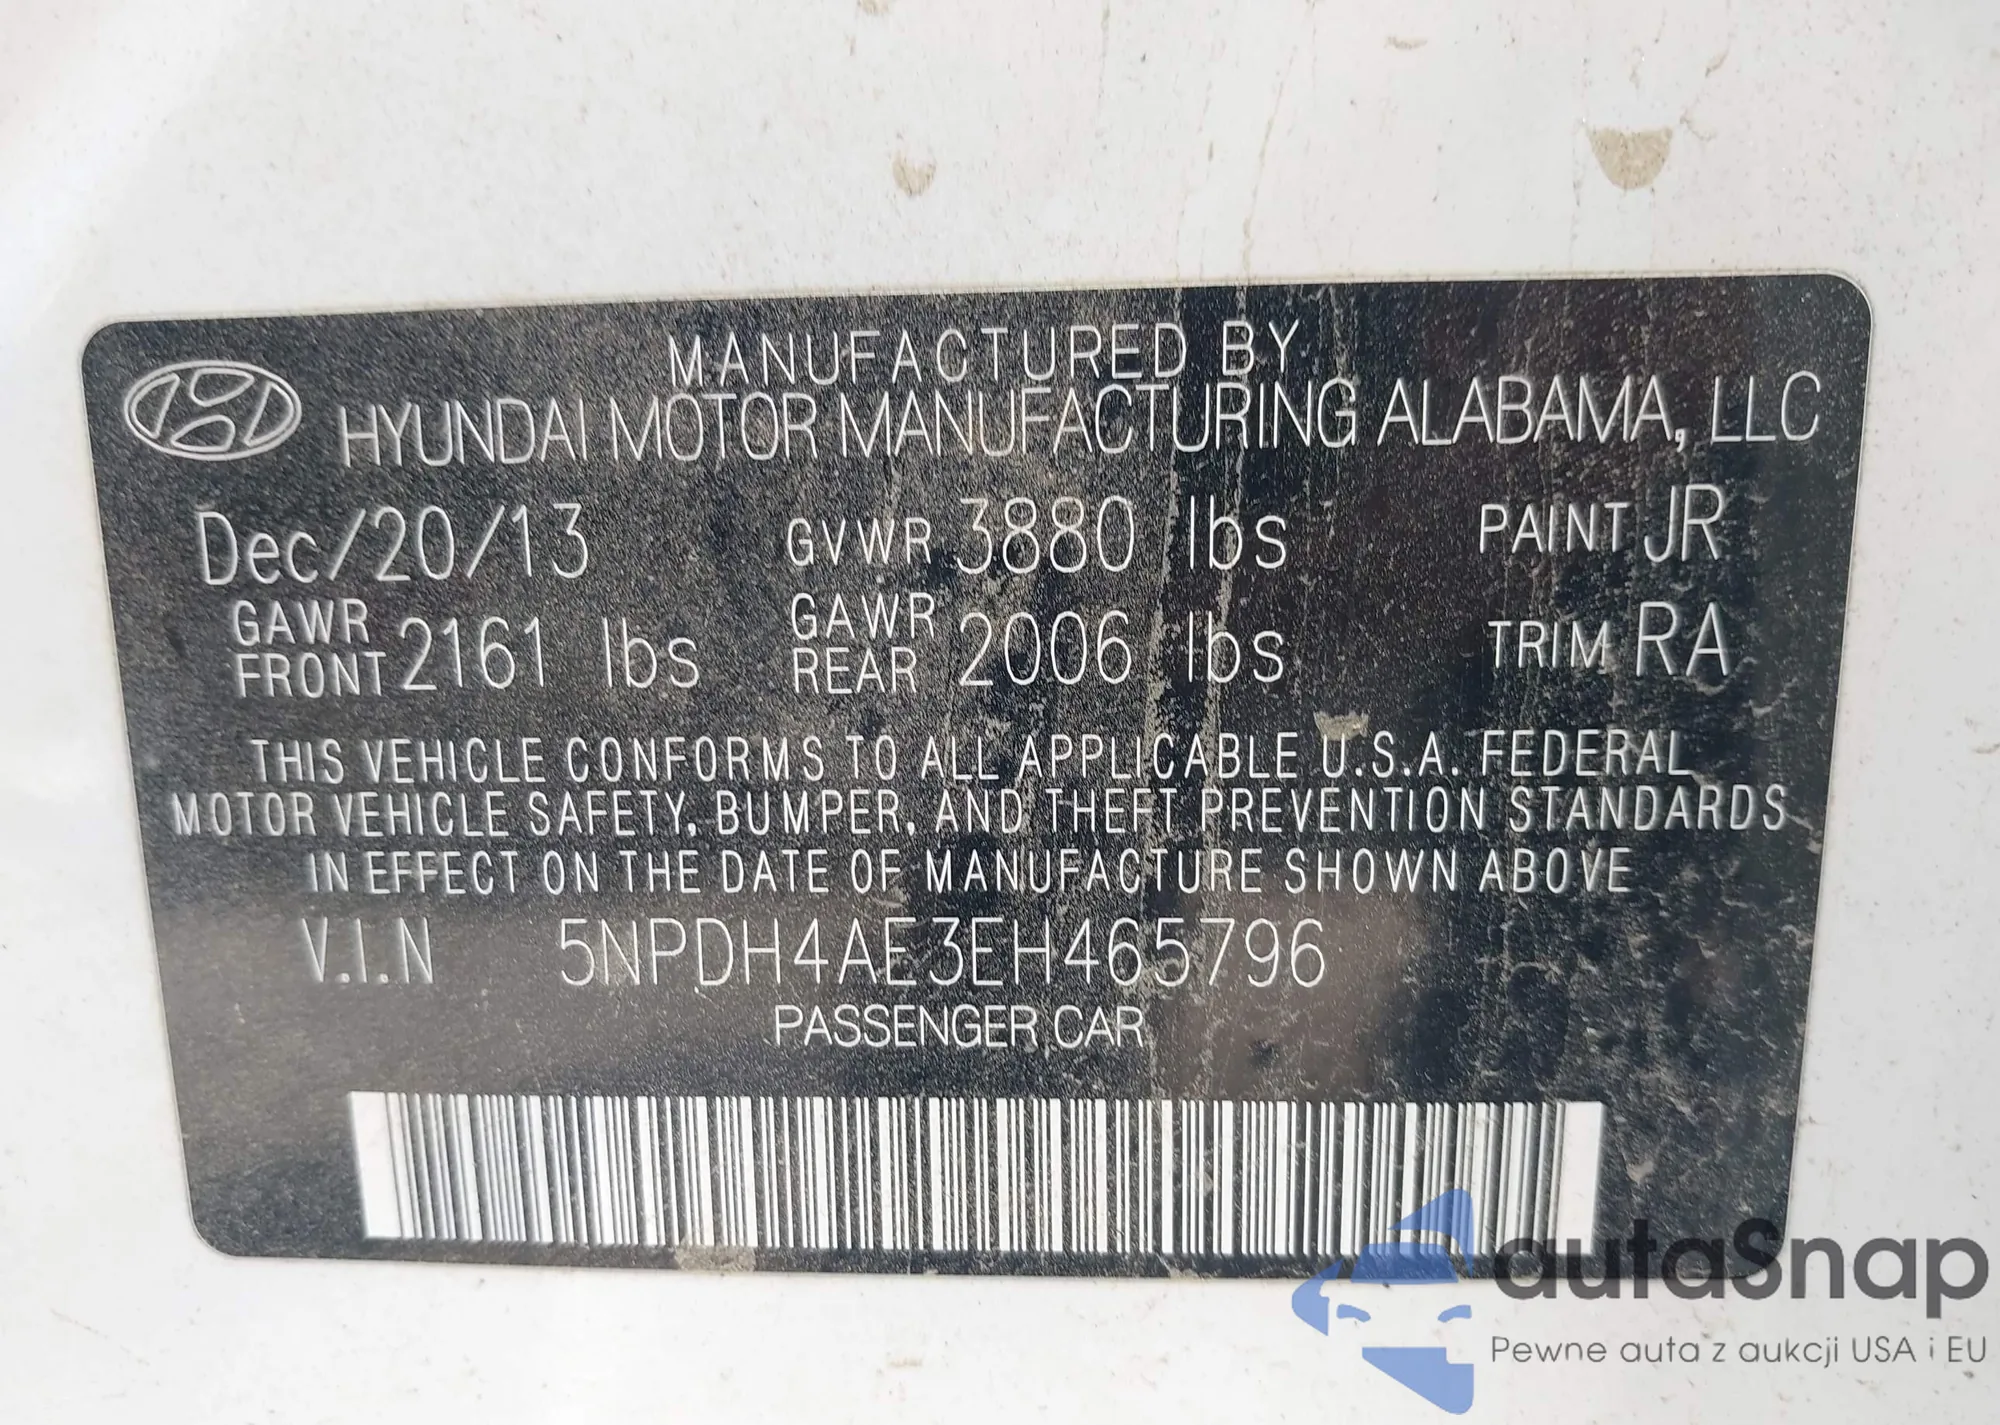 MANUFACTURED BY
HYUNDAI MOTOR MANUFACTURING ALABAMA, LLC
Dec/20/13 GVWR 3880 lbs PAINT JR
GAWR FRONT 2161 lbs GAWR REAR 2006 lbs TRIM RA
THIS VEHICLE CONFORMS TO ALL APPLICABLE U.S.A. FEDERAL
MOTOR VEHICLE SAFETY, BUMPER, AND THEFT PREVENTION STANDARDS
IN EFFECT ON THE DATE OF MANUFACTURE SHOWN ABOVE
V.I.N 5NPDH4AE3EH465796
PASSENGER CAR
autaSnap
Pewne auta z aukcji USA i EU